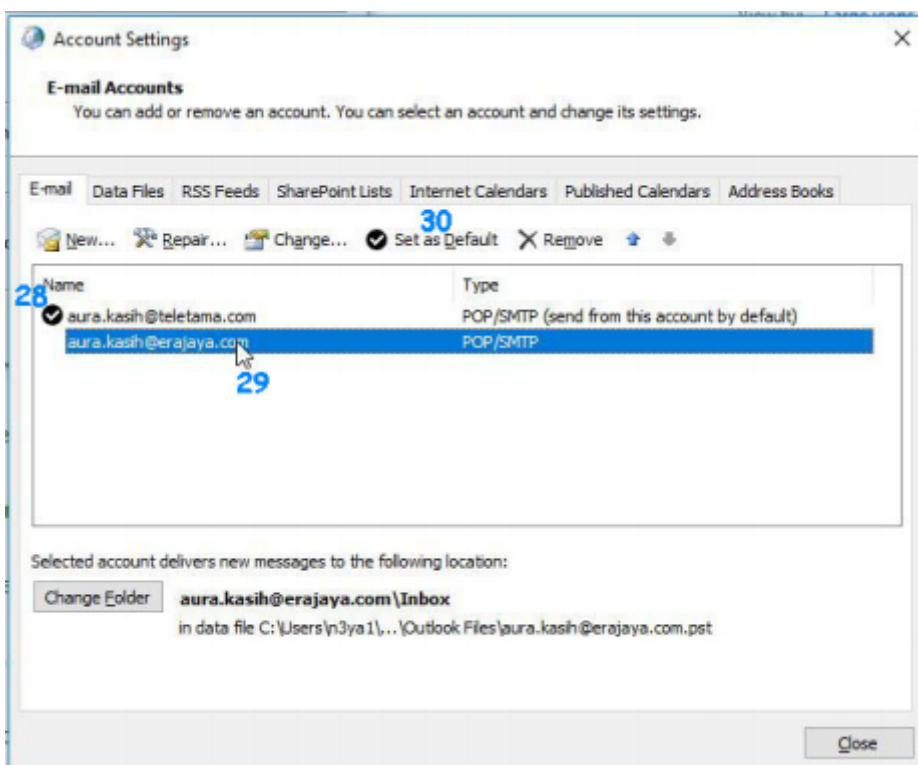 Account Settings
E-mail Accounts
You can add or remove an account. You can select an account and change its settings.
E-mail Data Files RSS Feeds SharePoint Lists Internet Calendars Published Calendars Address Books
30
New... Repair... Change... Set as Default Remove
Name Type
28
aura.kasih@teletama.com POP/SMTP (send from this account by default)
aura.kasih@erajaya.com POP/SMTP
29
Selected account delivers new messages to the following location:
Change Folder aura.kasih@erajaya.com\Inbox
in data file C:\Users\n3ya1\...\Outlook Files\aura.kasih@erajaya.com.pst
Close